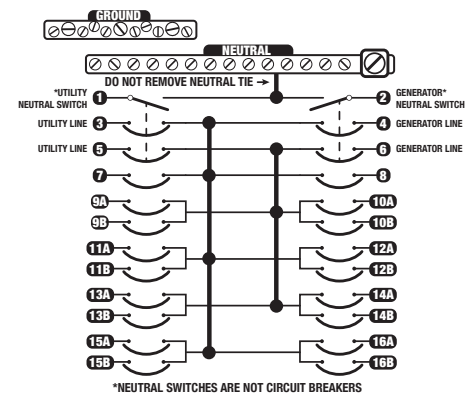 GROUND
NEUTRAL
DO NOT REMOVE NEUTRAL TIE →
*UTILITY
NEUTRAL SWITCH
1
2
GENERATOR*
NEUTRAL SWITCH
UTILITY LINE 3
4 GENERATOR LINE
UTILITY LINE 5
6 GENERATOR LINE
7
8
9A
10A
9B
10B
11A
12A
11B
12B
13A
14A
13B
14B
15A
16A
15B
16B
*NEUTRAL SWITCHES ARE NOT CIRCUIT BREAKERS